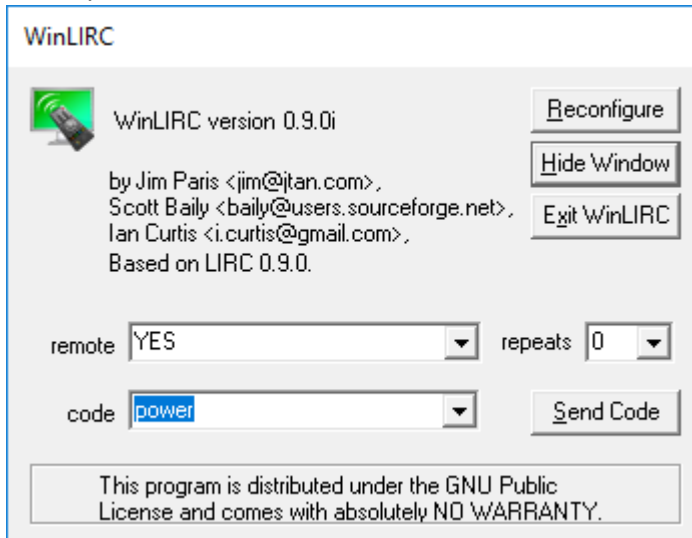 WinLIRC
WinLIRC version 0.9.0i
Reconfigure
Hide Window
by Jim Paris <jim@jtan.com>,
Scott Baily <baily@users.sourceforge.net>,
Exit WinLIRC
Ian Curtis <i.curtis@gmail.com>,
Based on LIRC 0.9.0.
remote YES repeats 0
code power Send Code
This program is distributed under the GNU Public
License and comes with absolutely NO WARRANTY.